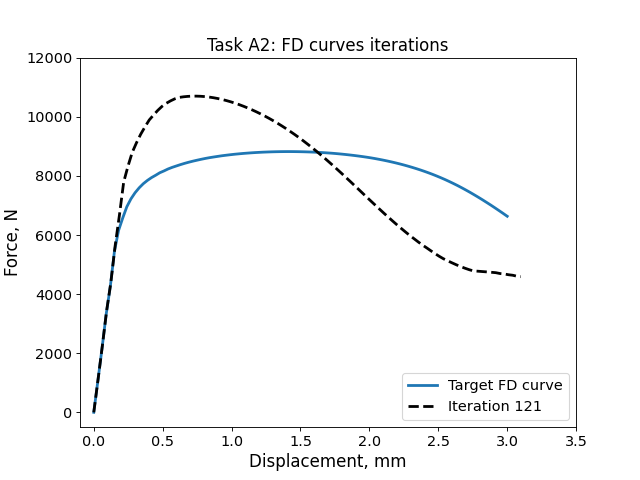 Task A2: FD curves iterations
12000
10000
8000
6000
4000
2000
0
Force, N
Target FD curve
Iteration 121
0.0 0.5 1.0 1.5 2.0 2.5 3.0 3.5
Displacement, mm